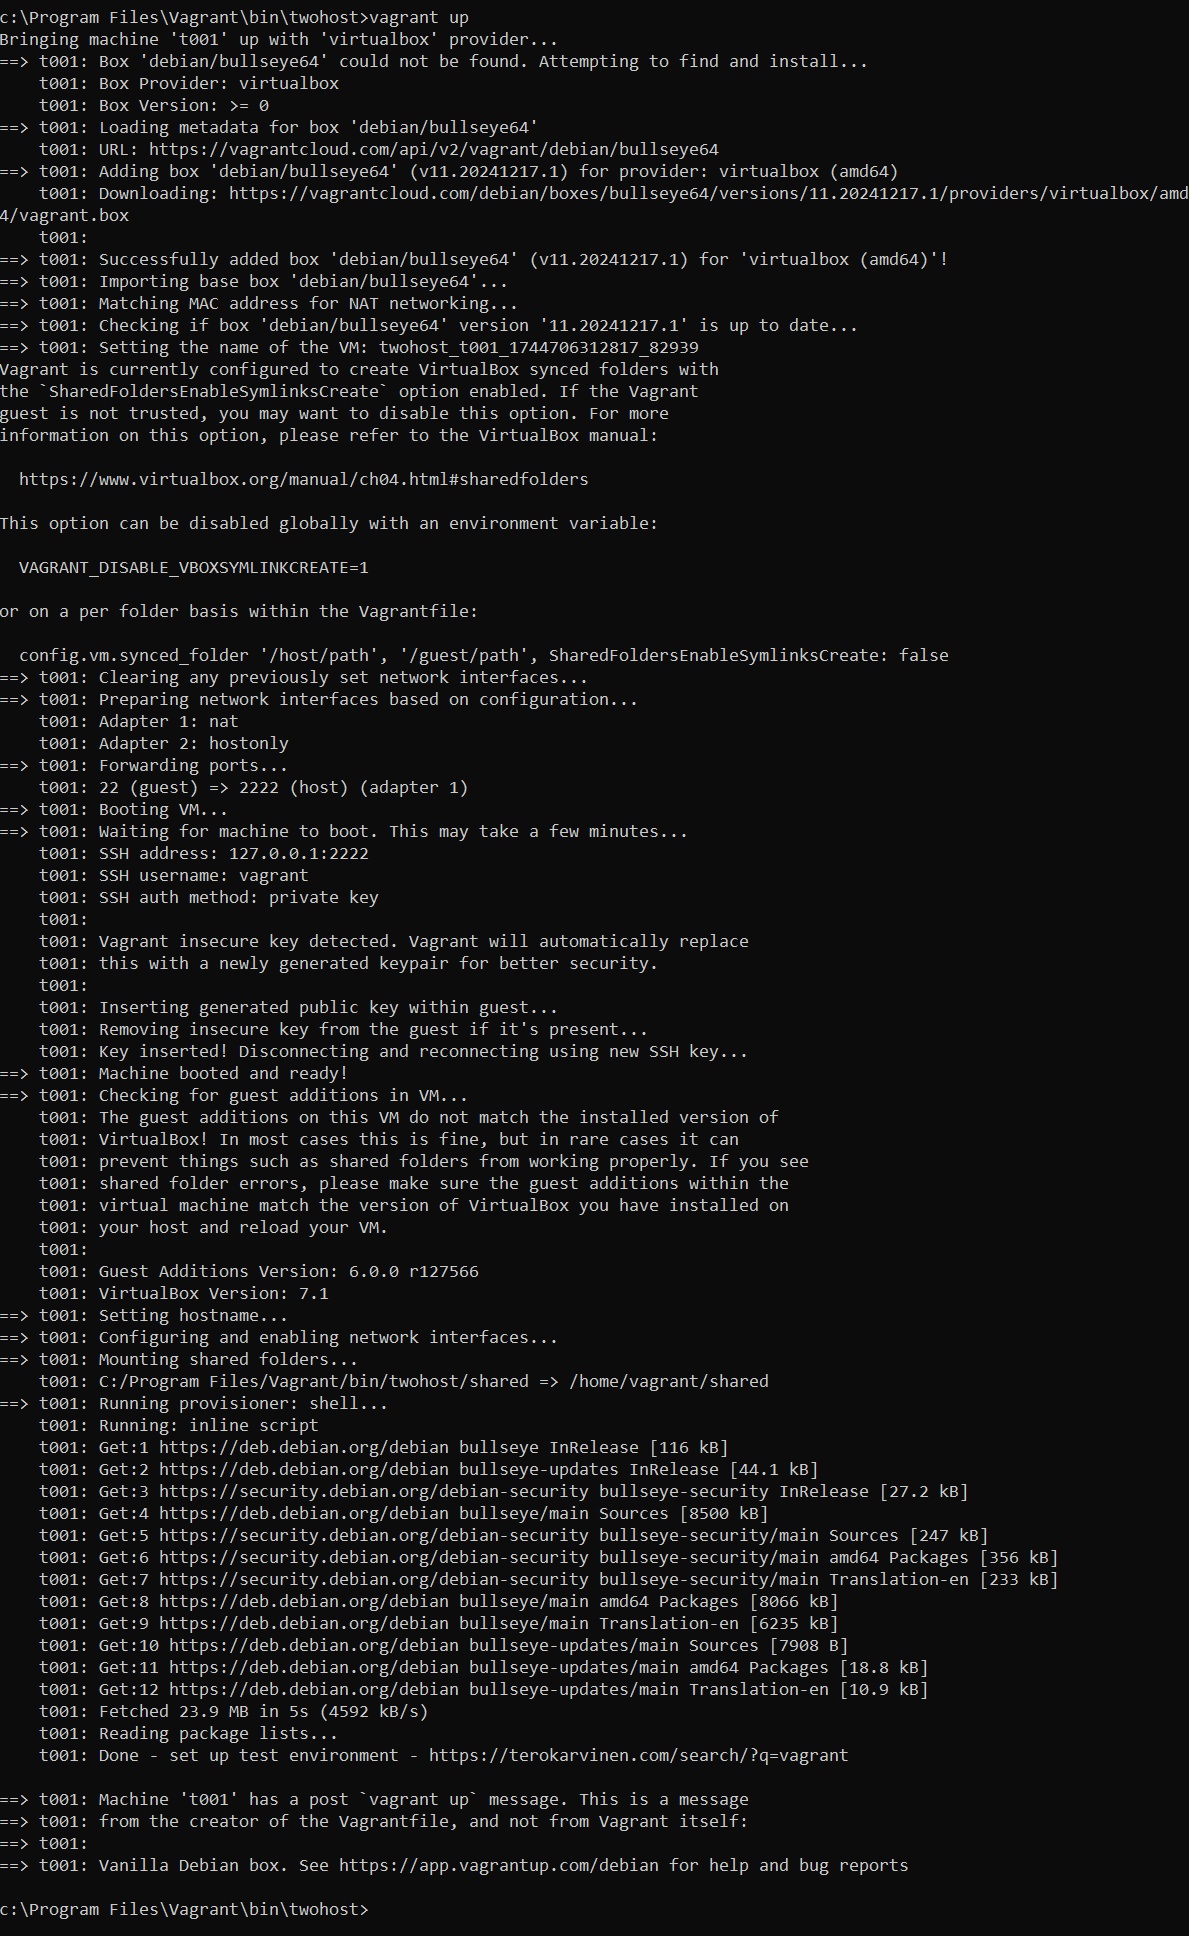 c:\Program Files\Vagrant\bin\twohost>vagrant up
Bringing machine 't001' up with 'virtualbox' provider...
==> t001: Box 'debian/bullseye64' could not be found. Attempting to find and install...
    t001: Box Provider: virtualbox
    t001: Box Version: >= 0
==> t001: Loading metadata for box 'debian/bullseye64'
    t001: URL: https://vagrantcloud.com/api/v2/vagrant/debian/bullseye64
==> t001: Adding box 'debian/bullseye64' (v11.20241217.1) for provider: virtualbox (amd64)
    t001: Downloading: https://vagrantcloud.com/debian/boxes/bullseye64/versions/11.20241217.1/providers/virtualbox/amd
4/vagrant.box
    t001:
==> t001: Successfully added box 'debian/bullseye64' (v11.20241217.1) for 'virtualbox (amd64)'!
==> t001: Importing base box 'debian/bullseye64'...
==> t001: Matching MAC address for NAT networking...
==> t001: Checking if box 'debian/bullseye64' version '11.20241217.1' is up to date...
==> t001: Setting the name of the VM: twohost_t001_1744706312817_82939
Vagrant is currently configured to create VirtualBox synced folders with
the `SharedFoldersEnableSymlinksCreate` option enabled. If the Vagrant
guest is not trusted, you may want to disable this option. For more
information on this option, please refer to the VirtualBox manual:

  https://www.virtualbox.org/manual/ch04.html#sharedfolders

This option can be disabled globally with an environment variable:

  VAGRANT_DISABLE_VBOXSYMLINKCREATE=1

or on a per folder basis within the Vagrantfile:

  config.vm.synced_folder '/host/path', '/guest/path', SharedFoldersEnableSymlinksCreate: false
==> t001: Clearing any previously set network interfaces...
==> t001: Preparing network interfaces based on configuration...
    t001: Adapter 1: nat
    t001: Adapter 2: hostonly
==> t001: Forwarding ports...
    t001: 22 (guest) => 2222 (host) (adapter 1)
==> t001: Booting VM...
==> t001: Waiting for machine to boot. This may take a few minutes...
    t001: SSH address: 127.0.0.1:2222
    t001: SSH username: vagrant
    t001: SSH auth method: private key
    t001:
    t001: Vagrant insecure key detected. Vagrant will automatically replace
    t001: this with a newly generated keypair for better security.
    t001:
    t001: Inserting generated public key within guest...
    t001: Removing insecure key from the guest if it's present...
    t001: Key inserted! Disconnecting and reconnecting using new SSH key...
==> t001: Machine booted and ready!
==> t001: Checking for guest additions in VM...
    t001: The guest additions on this VM do not match the installed version of
    t001: VirtualBox! In most cases this is fine, but in rare cases it can
    t001: prevent things such as shared folders from working properly. If you see
    t001: shared folder errors, please make sure the guest additions within the
    t001: virtual machine match the version of VirtualBox you have installed on
    t001: your host and reload your VM.
    t001:
    t001: Guest Additions Version: 6.0.0 r127566
    t001: VirtualBox Version: 7.1
==> t001: Setting hostname...
==> t001: Configuring and enabling network interfaces...
==> t001: Mounting shared folders...
    t001: C:/Program Files/Vagrant/bin/twohost/shared => /home/vagrant/shared
==> t001: Running provisioner: shell...
    t001: Running: inline script
    t001: Get:1 https://deb.debian.org/debian bullseye InRelease [116 kB]
    t001: Get:2 https://deb.debian.org/debian bullseye-updates InRelease [44.1 kB]
    t001: Get:3 https://security.debian.org/debian-security bullseye-security InRelease [27.2 kB]
    t001: Get:4 https://deb.debian.org/debian bullseye/main Sources [8500 kB]
    t001: Get:5 https://security.debian.org/debian-security bullseye-security/main Sources [247 kB]
    t001: Get:6 https://security.debian.org/debian-security bullseye-security/main amd64 Packages [356 kB]
    t001: Get:7 https://security.debian.org/debian-security bullseye-security/main Translation-en [233 kB]
    t001: Get:8 https://deb.debian.org/debian bullseye/main amd64 Packages [8066 kB]
    t001: Get:9 https://deb.debian.org/debian bullseye/main Translation-en [6235 kB]
    t001: Get:10 https://deb.debian.org/debian bullseye-updates/main Sources [7908 B]
    t001: Get:11 https://deb.debian.org/debian bullseye-updates/main amd64 Packages [18.8 kB]
    t001: Get:12 https://deb.debian.org/debian bullseye-updates/main Translation-en [10.9 kB]
    t001: Fetched 23.9 MB in 5s (4592 kB/s)
    t001: Reading package lists...
    t001: Done - set up test environment - https://terokarvinen.com/search/?q=vagrant

==> t001: Machine 't001' has a post `vagrant up` message. This is a message
==> t001: from the creator of the Vagrantfile, and not from Vagrant itself:
==> t001:
==> t001: Vanilla Debian box. See https://app.vagrantup.com/debian for help and bug reports

c:\Program Files\Vagrant\bin\twohost>